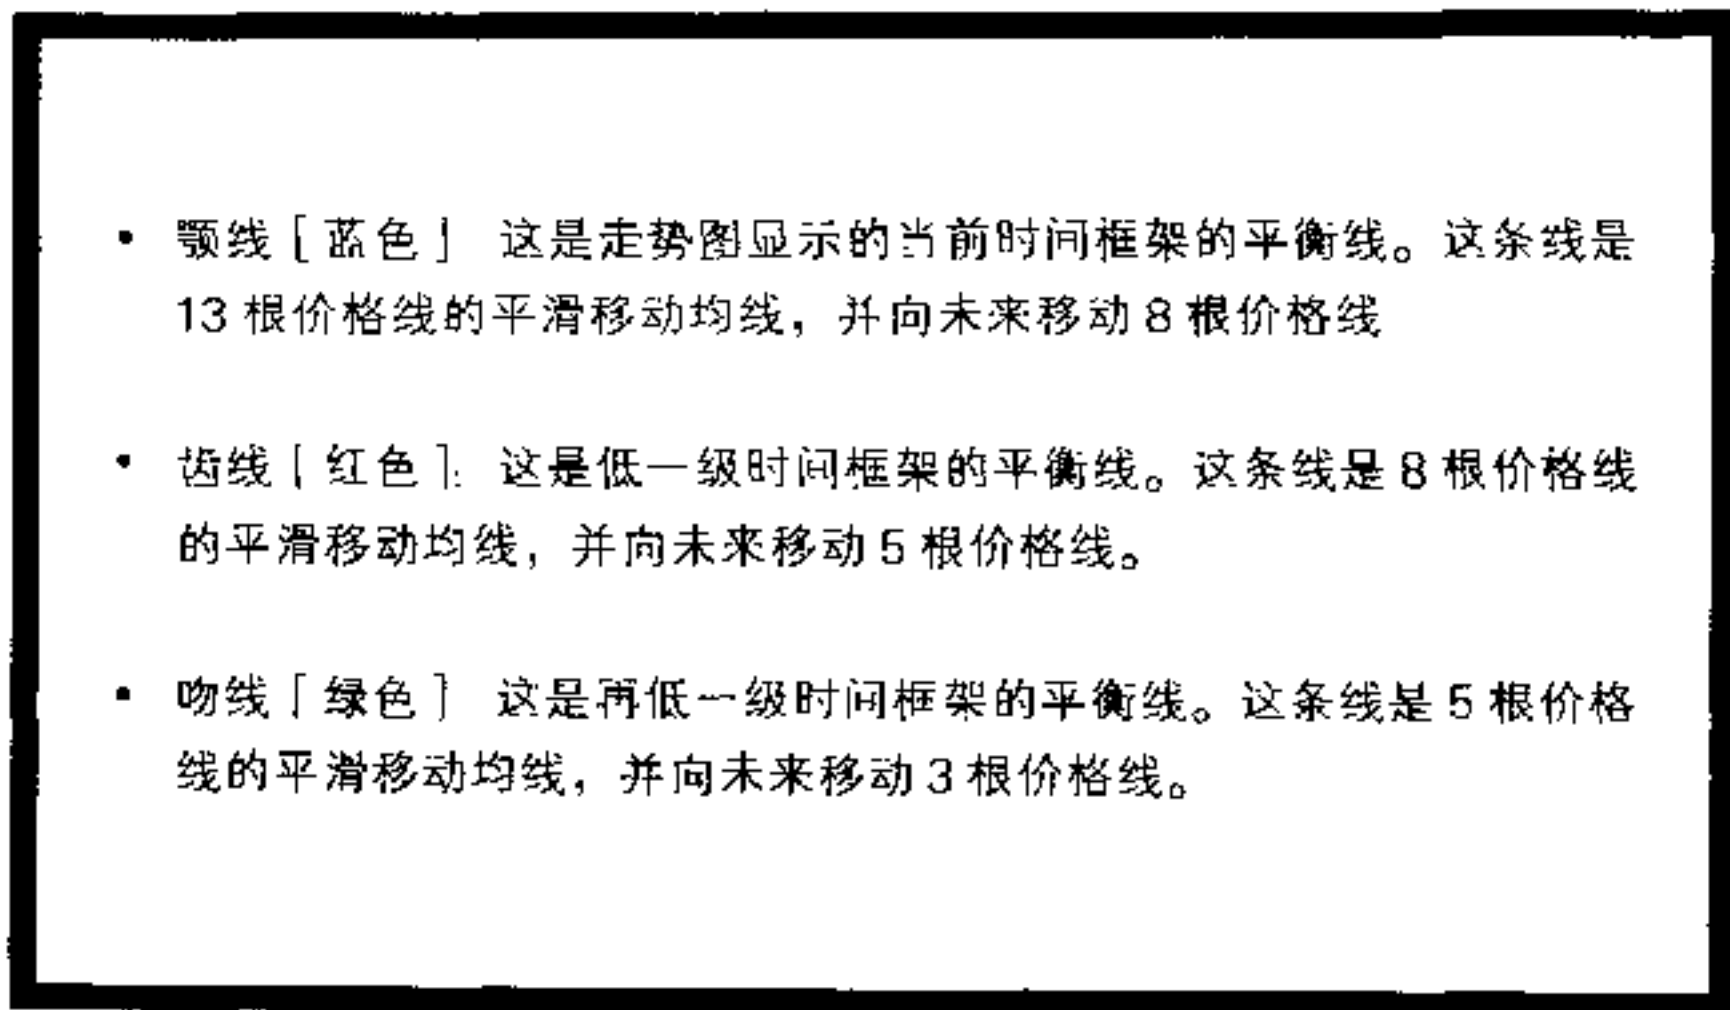 • 颚线［蓝色］ 这是走势图显示的当前时间框架的平衡线。这条线是
13 根价格线的平滑移动均线，并向未来移动 8 根价格线
• 齿线［红色］：这是低一级时间框架的平衡线。这条线是 8 根价格线
的平滑移动均线，并向未来移动 5 根价格线。
• 吻线［绿色］ 这是再低一级时间框架的平衡线。这条线是 5 根价格
线的平滑移动均线，并向未来移动 3 根价格线。